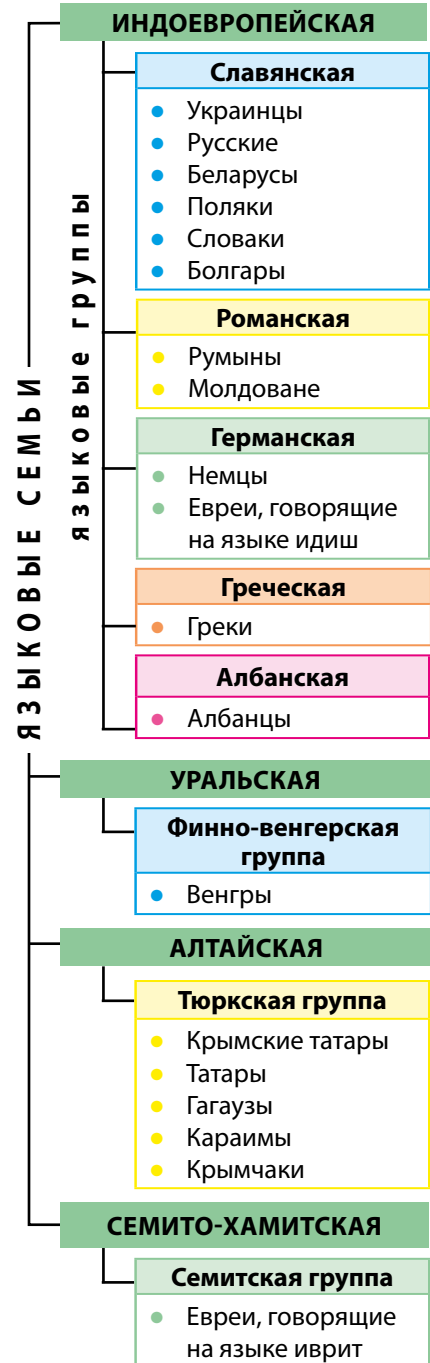 ЯЗЫКОВЫЕ СЕМЬИ
ИНДОЕВРОПЕЙСКАЯ
языковые группы
Славянская
Украинцы
Русские
Беларусы
Поляки
Словаки
Болгары
Романская
Румыны
Молдоване
Германская
Немцы
Евреи, говорящие
на языке идиш
Греческая
Греки
Албанская
Албанцы
УРАЛЬСКАЯ
Финно-венгерская
группа
Венгры
АЛТАЙСКАЯ
Тюркская группа
Крымские татары
Татары
Гагаузы
Караимы
Крымчаки
СЕМИТО-ХАМИТСКАЯ
Семитская группа
Евреи, говорящие
на языке иврит